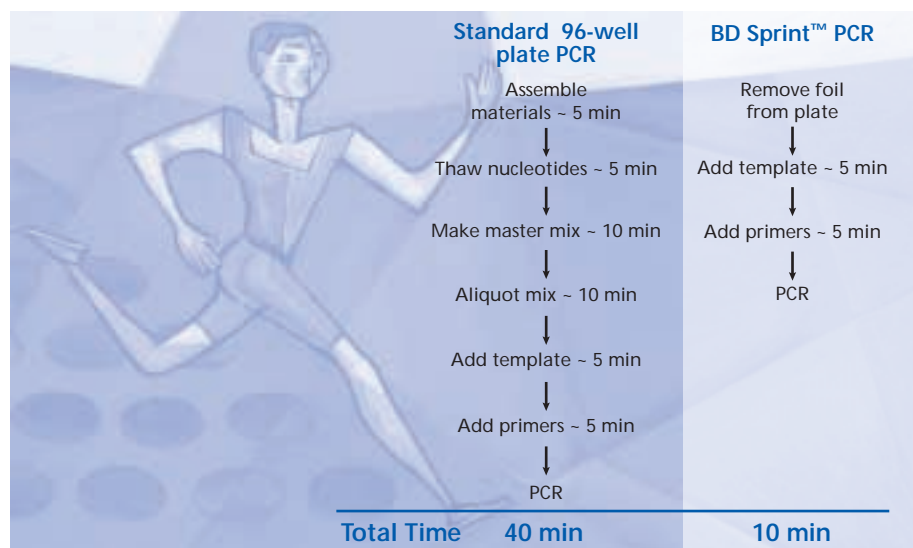 Standard 96-well
plate PCR
Assemble
materials ~ 5 min
Thaw nucleotides ~ 5 min
Make master mix ~ 10 min
Aliquot mix ~ 10 min
Add template ~ 5 min
Add primers ~ 5 min
PCR
BD Sprint™ PCR
Remove foil
from plate
Add template ~ 5 min
Add primers ~ 5 min
PCR
Total Time 40 min 10 min